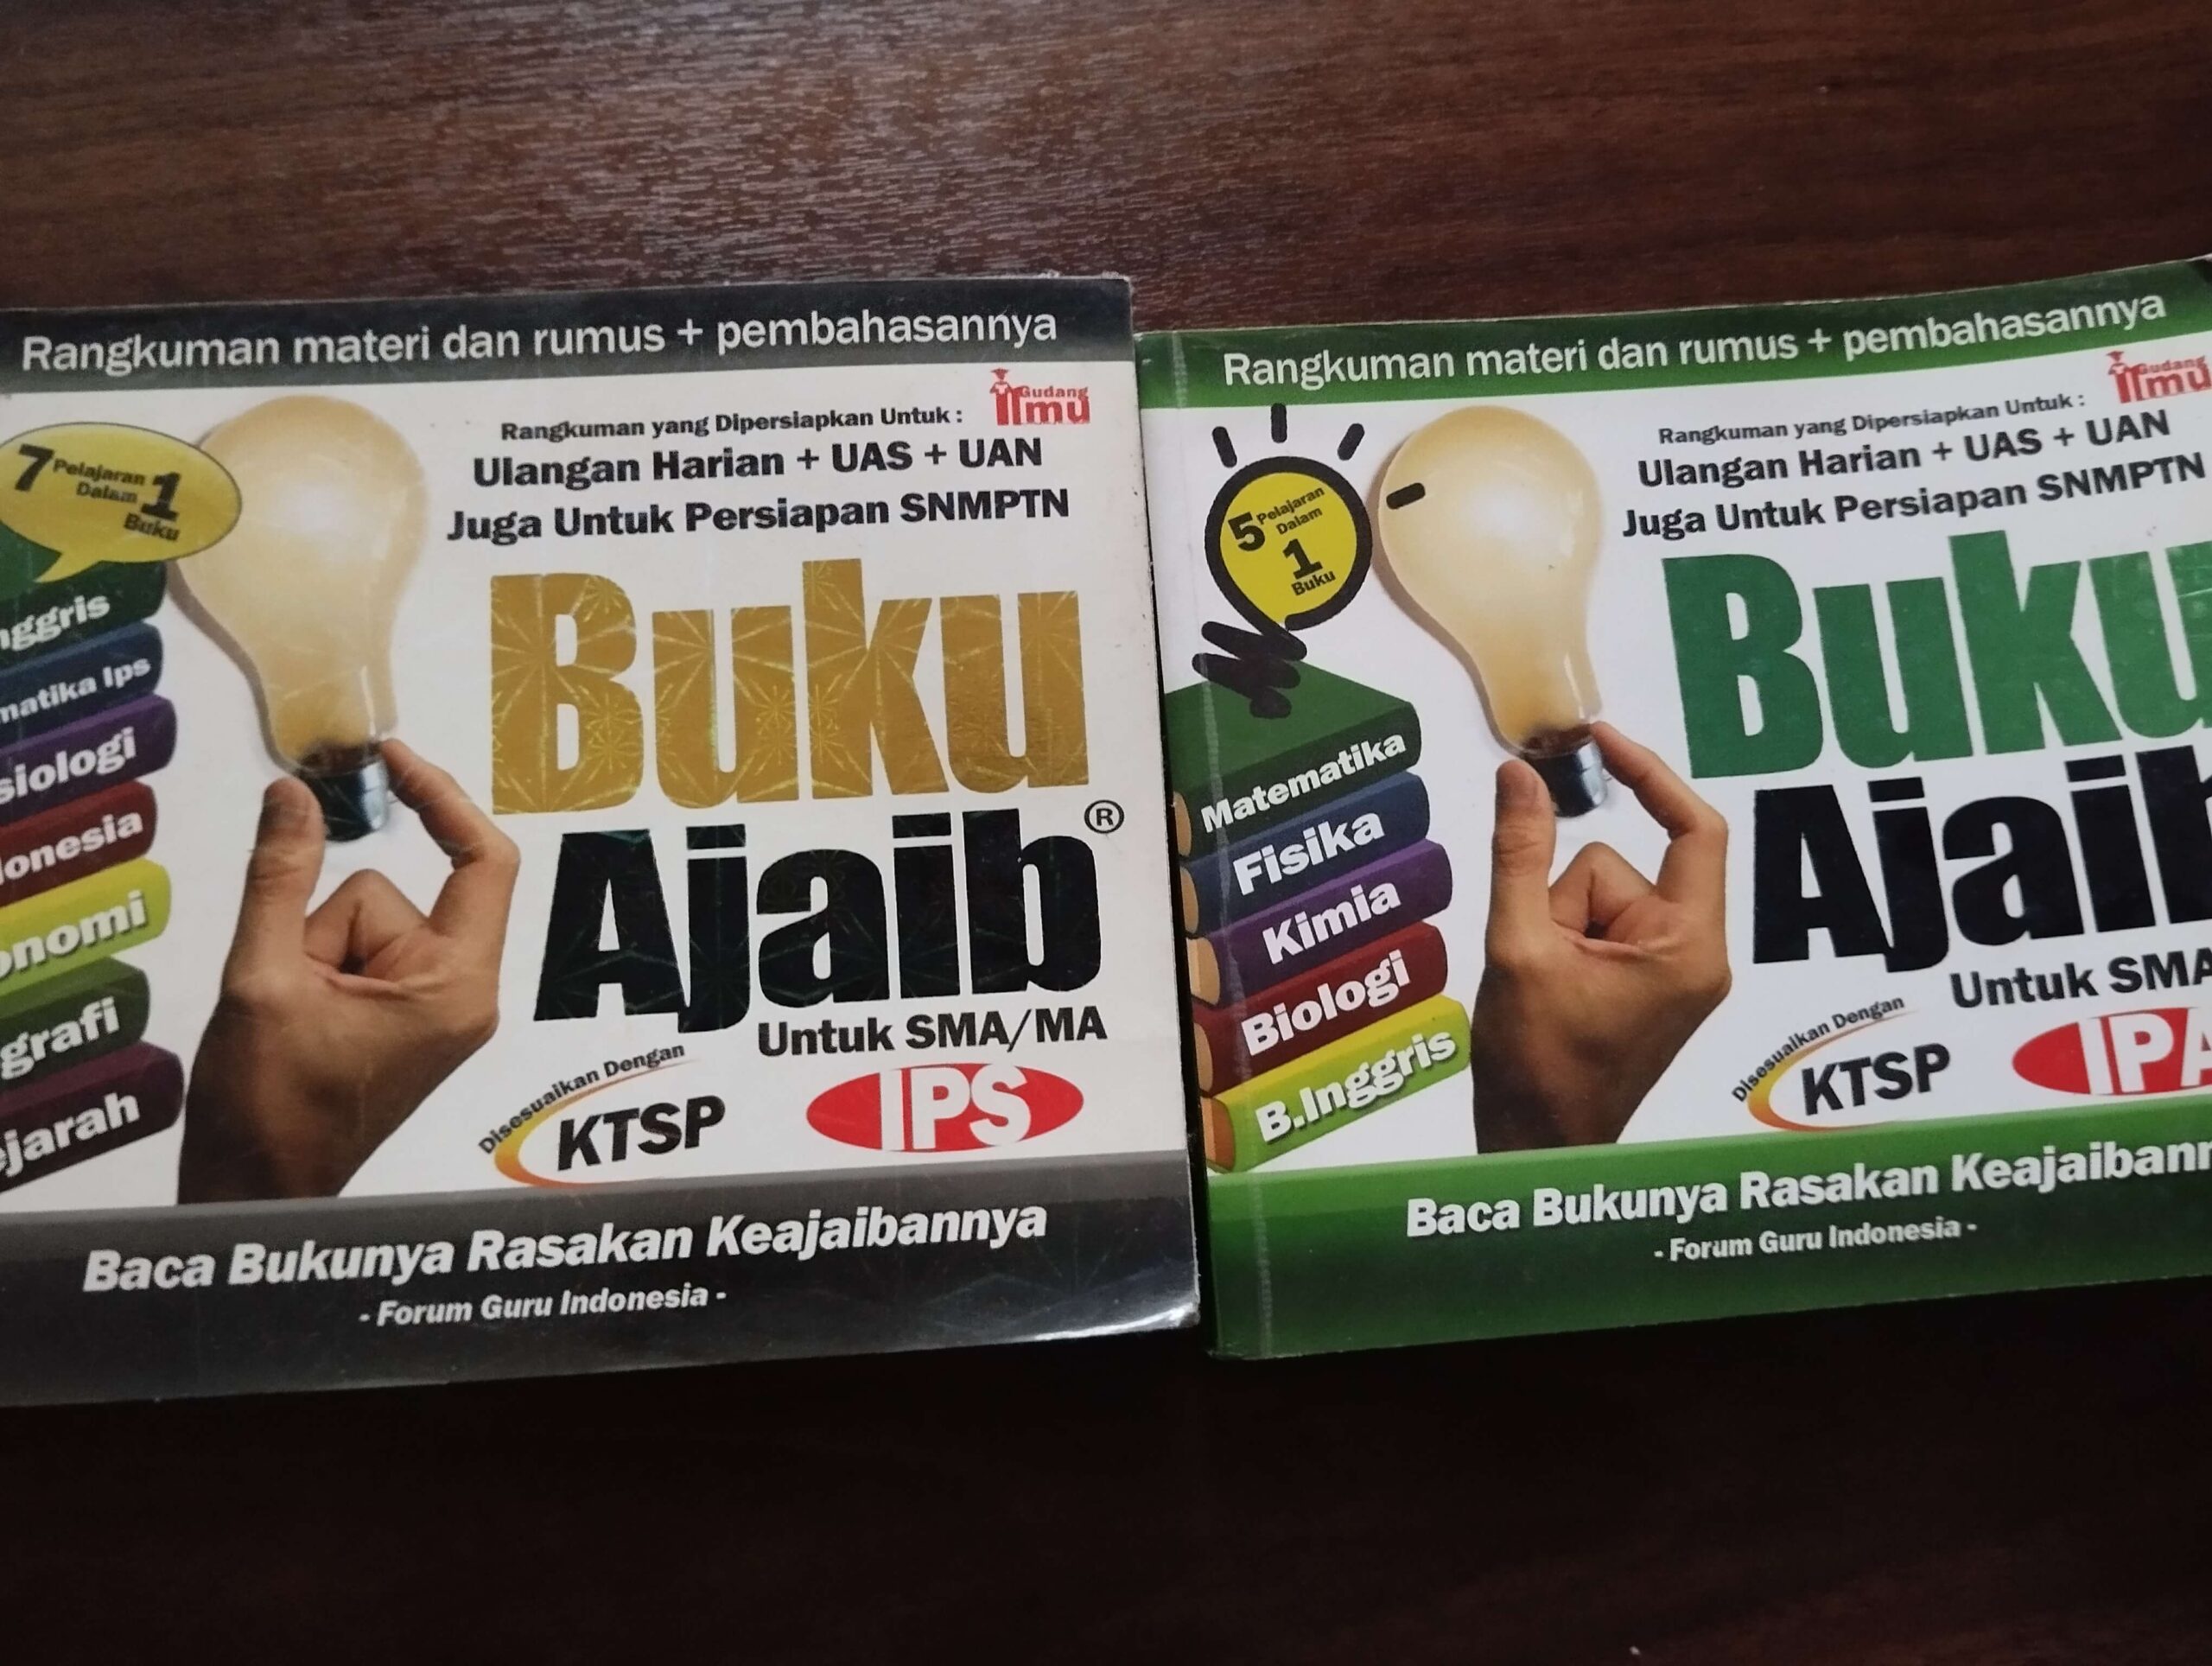 Rangkuman materi dan rumus + pembahasannya
Gudang
Ilmu
Rangkuman yang Dipersiapkan Untuk :
Ulangan Harian + UAS + UAN
Juga Untuk Persiapan SNMPTN
7 Pelajaran
Dalam 1
Buku
nggris
matika Ips
siologi
onesia
onomi
grafi
ejarah
Buku
Ajaib®
Untuk SMA/MA
Disesuaikan Dengan
KTSP
IPS
Baca Bukunya Rasakan Keajaibannya
- Forum Guru Indonesia -
Rangkuman materi dan rumus + pembahasannya
Gudang
Ilmu
Rangkuman yang Dipersiapkan Untuk :
Ulangan Harian + UAS + UAN
Juga Untuk Persiapan SNMPTN
5 Pelajaran
Dalam
1
Buku
Matematika
Fisika
Kimia
Biologi
B.Inggris
Buku
Ajaib
Untuk SMA
Disesuaikan Dengan
KTSP
IPA
Baca Bukunya Rasakan Keajaibann
- Forum Guru Indonesia -